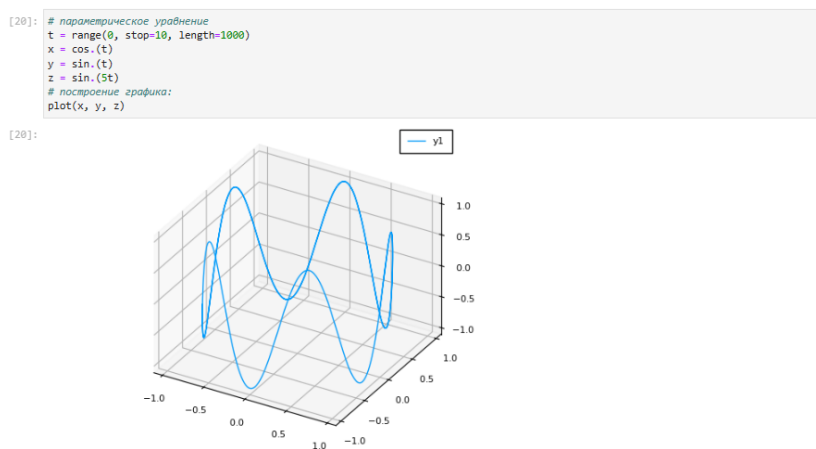 [20]: # параметрическое уравнение
t = range(0, stop=10, length=1000)
x = cos.(t)
y = sin.(t)
z = sin.(5t)
# построение графика:
plot(x, y, z)
[20]:
y1
1.0
0.5
0.0
−0.5
−1.0
−1.0
−0.5
0.0
0.5
1.0
−1.0
−0.5
0.0
0.5
1.0